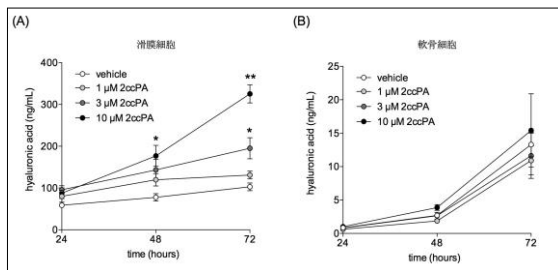 (A)
滑膜細胞
hyaluronic acid (ng/mL)
400
300
200
100
0
vehicle
1 µM 2ccPA
3 µM 2ccPA
10 µM 2ccPA
*
**
*
24
48
72
time (hours)
(B)
軟骨細胞
hyaluronic acid (ng/mL)
25
20
15
10
5
0
vehicle
1 µM 2ccPA
3 µM 2ccPA
10 µM 2ccPA
24
48
72
time (hours)